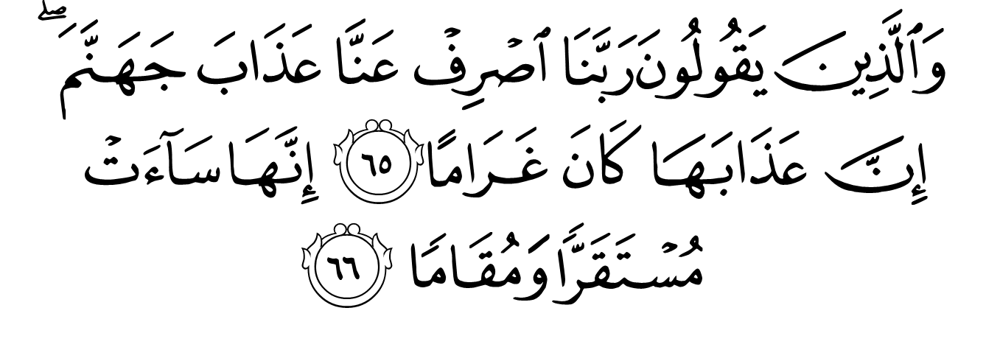 وَٱلَّذِينَ يَقُولُونَ رَبَّنَا ٱصْرِفْ عَنَّا عَذَابَ جَهَنَّمَ ۖ
إِنَّ عَذَابَهَا كَانَ غَرَامًا ٦٥ إِنَّهَا سَآءَتْ
مُسْتَقَرًّا وَمُقَامًا ٦٦